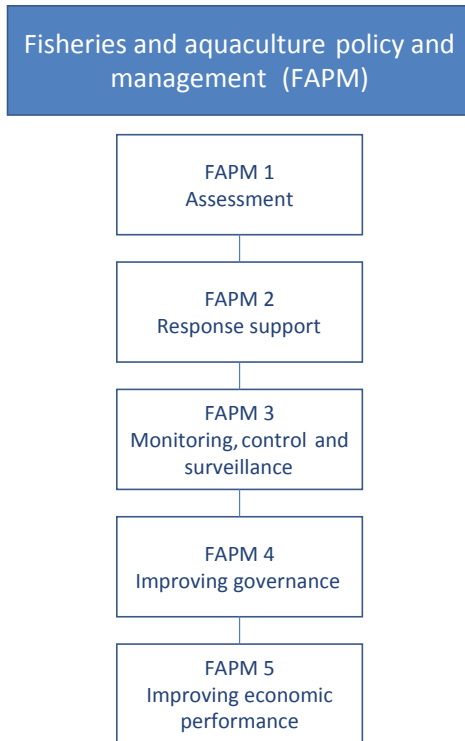 Fisheries and aquaculture policy and
management (FAPM)
FAPM 1
Assessment
FAPM 2
Response support
FAPM 3
Monitoring, control and
surveillance
FAPM 4
Improving governance
FAPM 5
Improving economic
performance